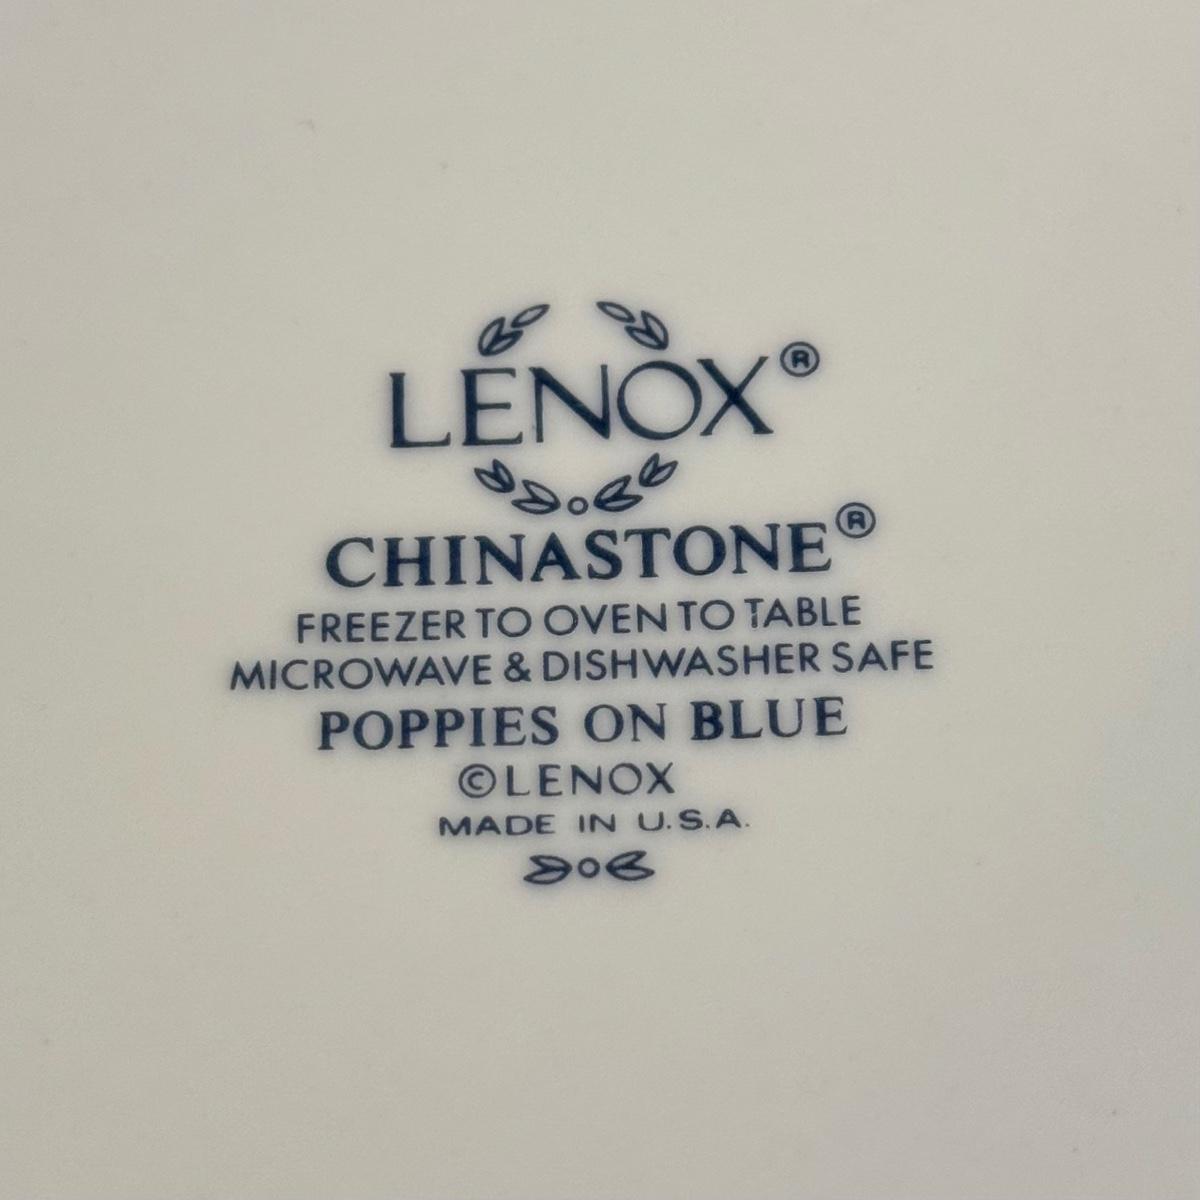 LENOX®
CHINASTONE®
FREEZER TO OVEN TO TABLE
MICROWAVE & DISHWASHER SAFE
POPPIES ON BLUE
©LENOX
MADE IN U.S.A.